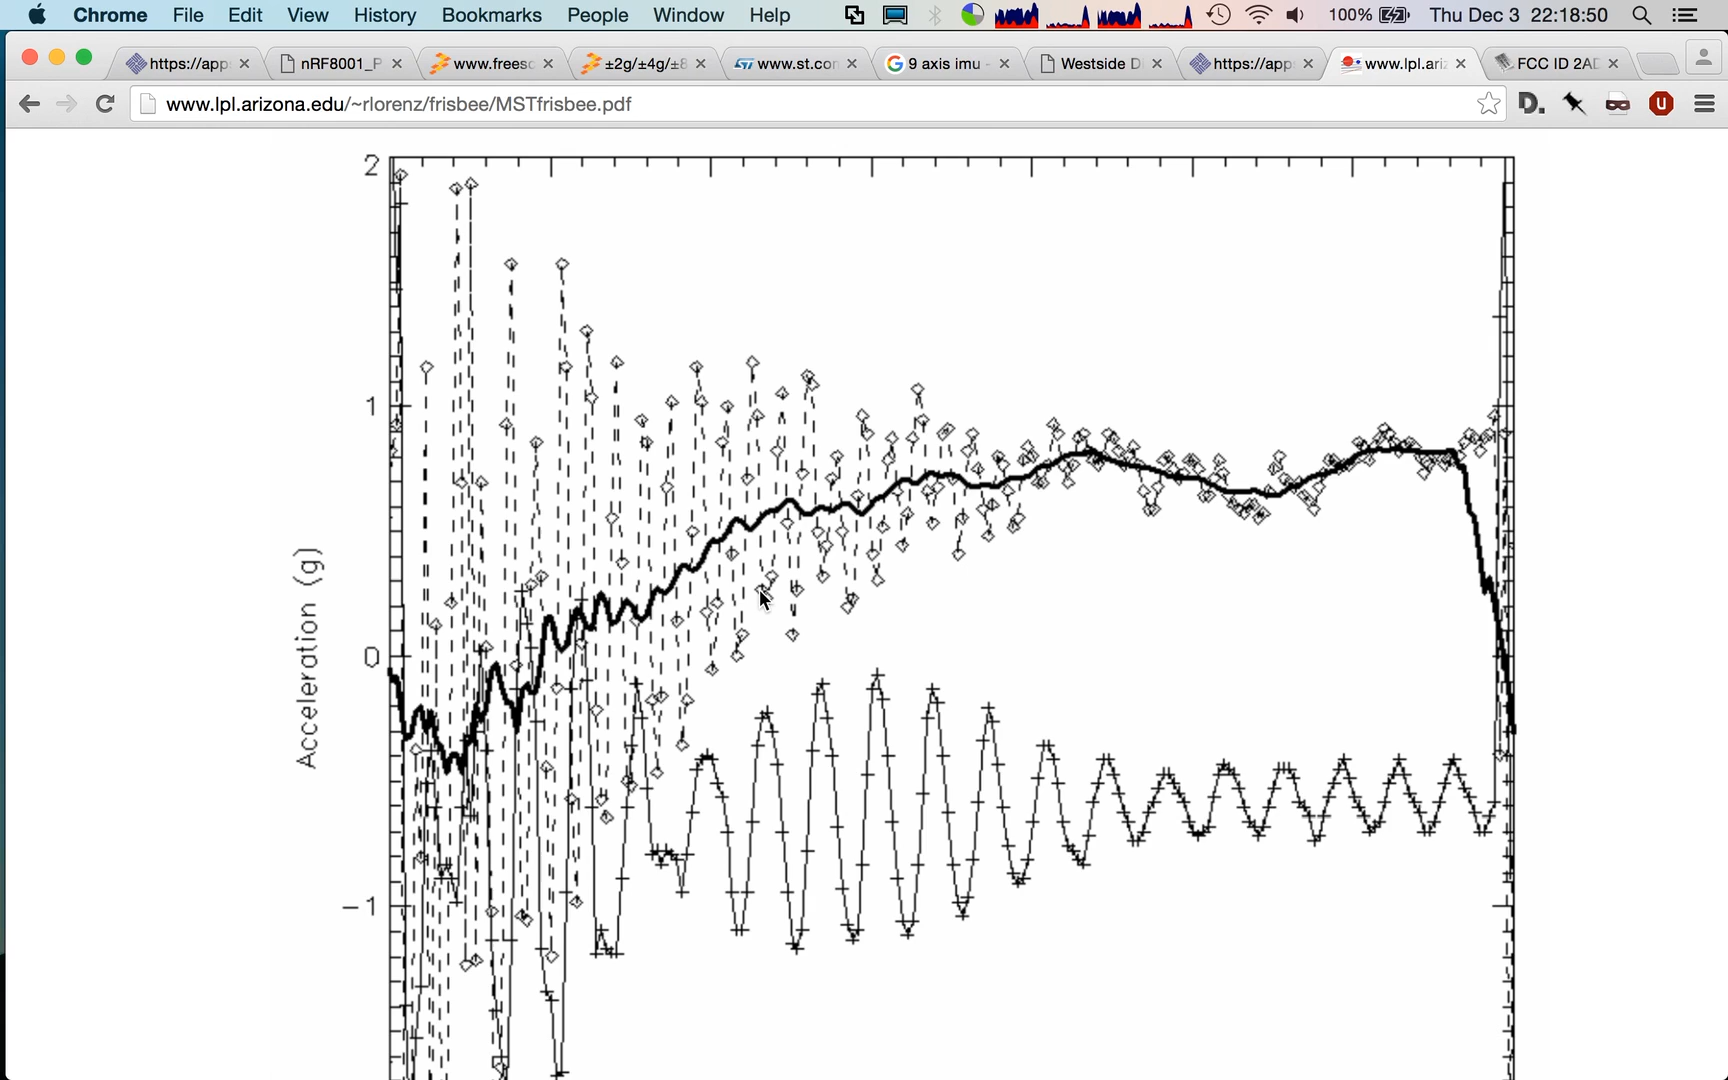 Chrome File Edit View History Bookmarks People Window Help 100% Thu Dec 3 22:18:50
https://app nRF8001_P www.freesc ±2g/±4g/±8 www.st.com 9 axis imu - Westside D https://app www.lpl.ariz FCC ID 2AD
www.lpl.arizona.edu/~rlorenz/frisbee/MSTfrisbee.pdf D. U
2
1
0
-1
Acceleration (g)